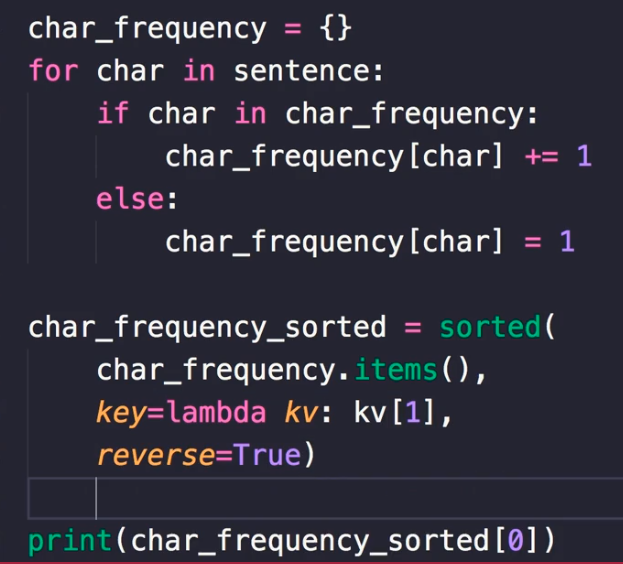 char_frequency = {}
for char in sentence:
    if char in char_frequency:
        char_frequency[char] += 1
    else:
        char_frequency[char] = 1

char_frequency_sorted = sorted(
    char_frequency.items(),
    key=lambda kv: kv[1],
    reverse=True)

print(char_frequency_sorted[0])